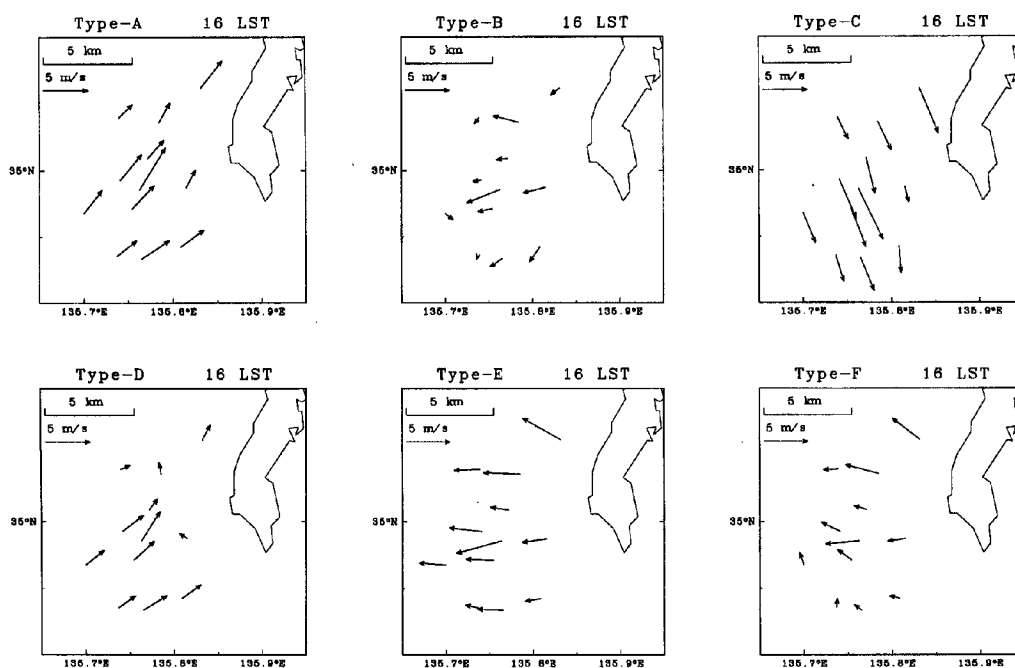 Type-A 16 LST
5 km
5 m/s
35°N
135.7°E 135.8°E 135.9°E
Type-B 16 LST
5 km
5 m/s
35°N
135.7°E 135.8°E 135.9°E
Type-C 16 LST
5 km
5 m/s
35°N
135.7°E 135.8°E 135.9°E
Type-D 16 LST
5 km
5 m/s
35°N
135.7°E 135.8°E 135.9°E
Type-E 16 LST
5 km
5 m/s
35°N
135.7°E 135.8°E 135.9°E
Type-F 16 LST
5 km
5 m/s
35°N
135.7°E 135.8°E 135.9°E